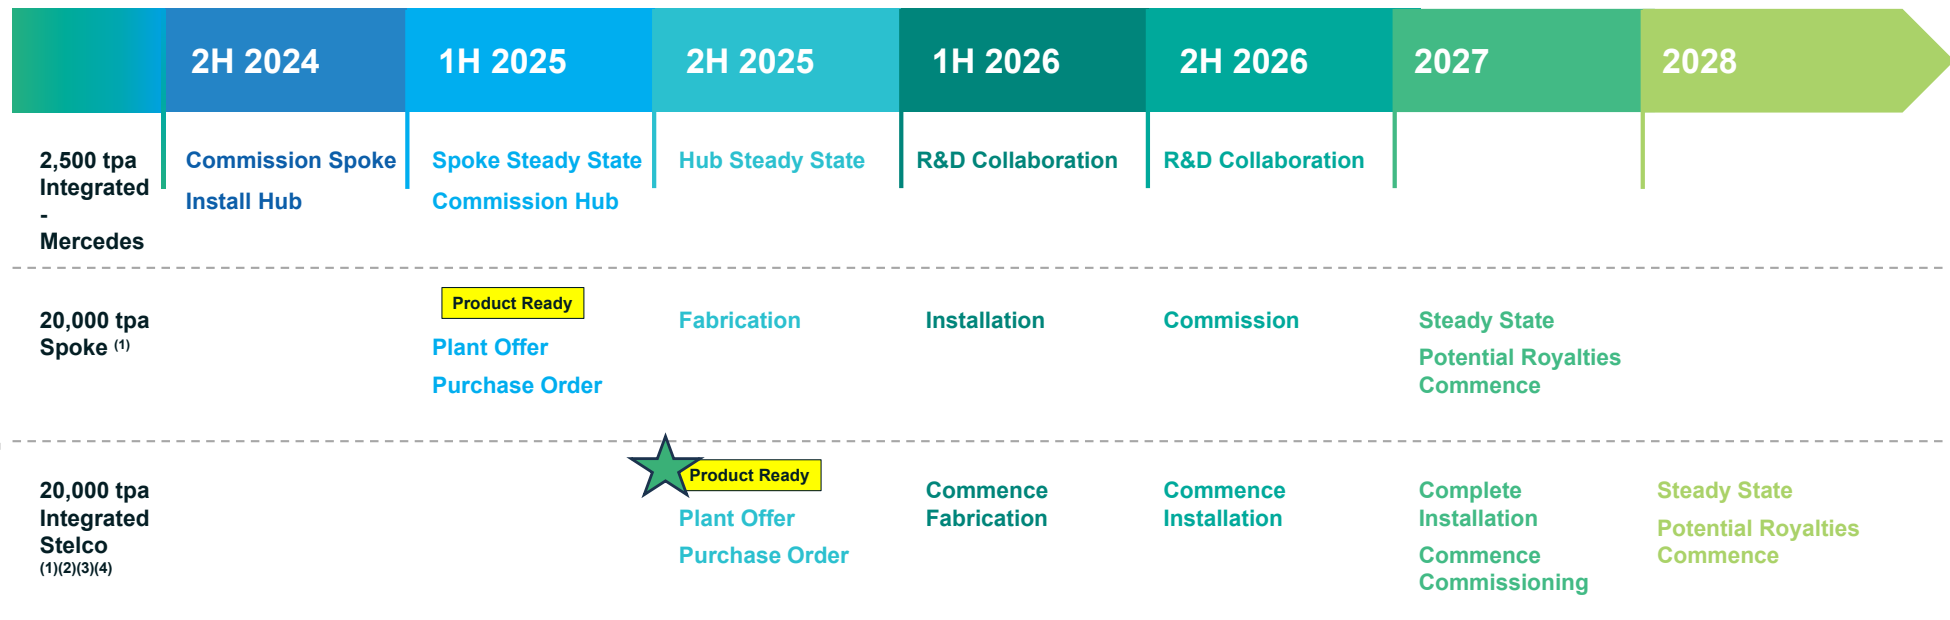 2H 2024
1H 2025
2H 2025
1H 2026
2H 2026
2027
2028
2,500 tpa
Integrated
-
Mercedes
Commission Spoke
Install Hub
Spoke Steady State
Commission Hub
Hub Steady State
R&D Collaboration
R&D Collaboration
20,000 tpa
Spoke (1)
Product Ready
Plant Offer
Purchase Order
Fabrication
Installation
Commission
Steady State
Potential Royalties
Commence
20,000 tpa
Integrated
Stelco
(1)(2)(3)(4)
Product Ready
Plant Offer
Purchase Order
Commence
Fabrication
Commence
Installation
Complete
Installation
Commence
Commissioning
Steady State
Potential Royalties
Commence